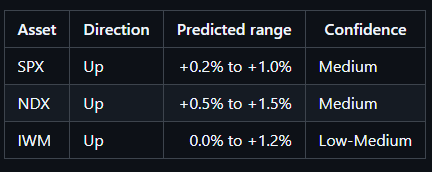 Asset Direction Predicted range Confidence
SPX Up +0.2% to +1.0% Medium
NDX Up +0.5% to +1.5% Medium
IWM Up 0.0% to +1.2% Low-Medium